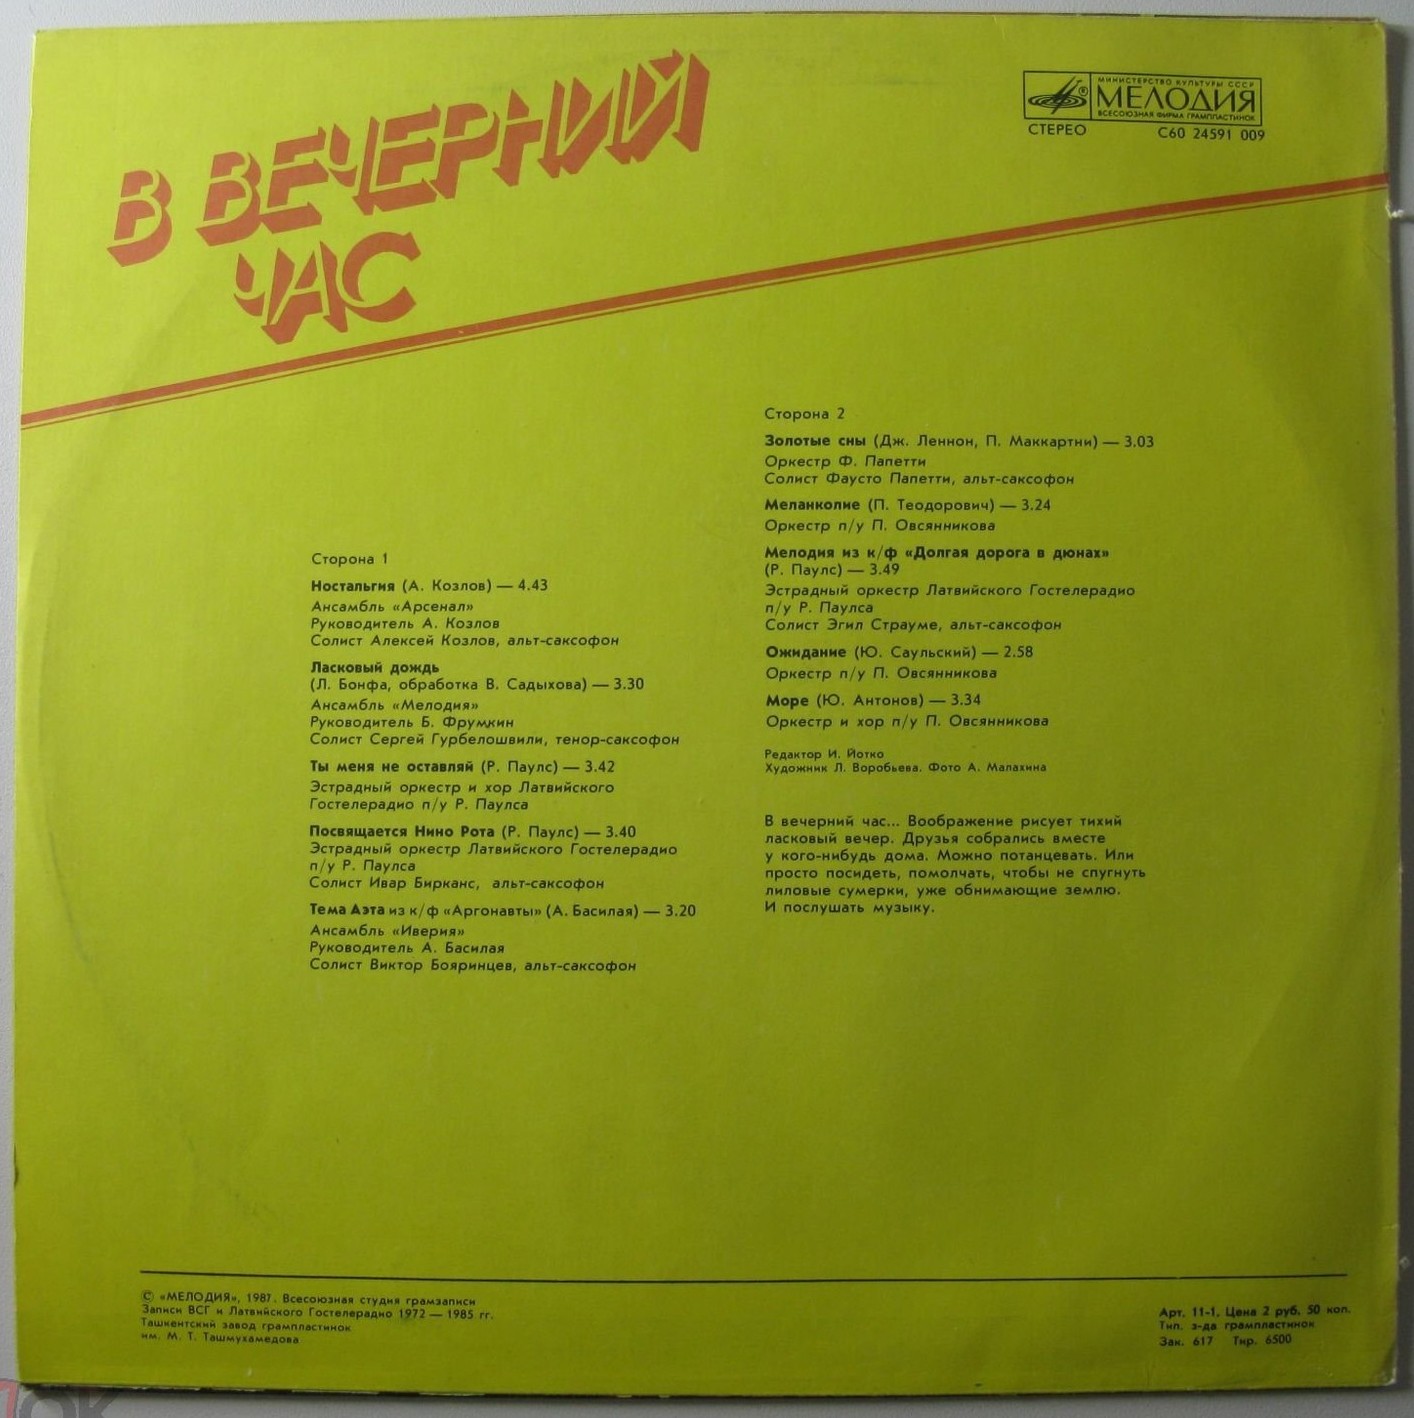 В ВЕЧЕРНИЙ
ЧАС
МИНИСТЕРСТВО КУЛЬТУРЫ СССР
МЕЛОДИЯ
ВСЕСОЮЗНАЯ ФИРМА ГРАМПЛАСТИНОК
СТЕРЕО С60 24591 009
Сторона 1
Ностальгия (А. Козлов) — 4.43
Ансамбль «Арсенал»
Руководитель А. Козлов
Солист Алексей Козлов, альт-саксофон
Ласковый дождь
(Л. Бонфа, обработка В. Садыхова) — 3.30
Ансамбль «Мелодия»
Руководитель Б. Фрумкин
Солист Сергей Гурбелошвили, тенор-саксофон
Ты меня не оставляй (Р. Паулс) — 3.42
Эстрадный оркестр и хор Латвийского
Гостелерадио п/у Р. Паулса
Посвящается Нино Рота (Р. Паулс) — 3.40
Эстрадный оркестр Латвийского Гостелерадио
п/у Р. Паулса
Солист Ивар Бирканс, альт-саксофон
Тема Аэта из к/ф «Аргонавты» (А. Басилая) — 3.20
Ансамбль «Иверия»
Руководитель А. Басилая
Солист Виктор Бояринцев, альт-саксофон
Сторона 2
Золотые сны (Дж. Леннон, П. Маккартни) — 3.03
Оркестр Ф. Папетти
Солист Фаусто Папетти, альт-саксофон
Меланколие (П. Теодорович) — 3.24
Оркестр п/у П. Овсянникова
Мелодия из к/ф «Долгая дорога в дюнах»
(Р. Паулс) — 3.49
Эстрадный оркестр Латвийского Гостелерадио
п/у Р. Паулса
Солист Эгил Страуме, альт-саксофон
Ожидание (Ю. Саульский) — 2.58
Оркестр п/у П. Овсянникова
Море (Ю. Антонов) — 3.34
Оркестр и хор п/у П. Овсянникова
Редактор И. Йотко
Художник Л. Воробьева. Фото А. Малахина
В вечерний час... Воображение рисует тихий
ласковый вечер. Друзья собрались вместе
у кого-нибудь дома. Можно потанцевать. Или
просто посидеть, помолчать, чтобы не спугнуть
лиловые сумерки, уже обнимающие землю.
И послушать музыку.
© «МЕЛОДИЯ», 1987. Всесоюзная студия грамзаписи
Записи ВСГ и Латвийского Гостелерадио 1972 — 1985 гг.
Ташкентский завод грампластинок
им. М. Т. Ташмухамедова
Арт. 11-1. Цена 2 руб. 50 коп.
Тип. з-да грампластинок
Зак. 617 Тир. 6500